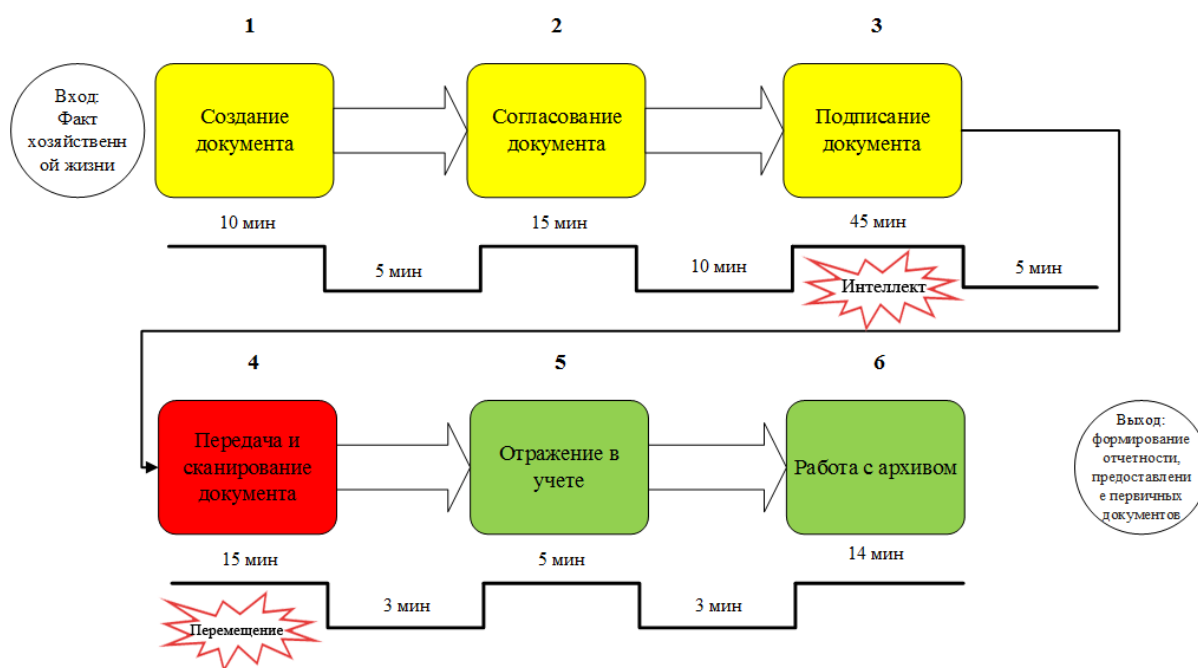 1
2
3
Вход:
Факт
хозяйственн
ой жизни
Создание
документа
Согласование
документа
Подписание
документа
10 мин
15 мин
45 мин
5 мин
10 мин
5 мин
Интеллект
4
5
6
Передача и
сканирование
документа
Отражение в
учете
Работа с архивом
Выход:
формирование
отчетности,
предоставлени
е первичных
документов
15 мин
5 мин
14 мин
3 мин
3 мин
Перемещение